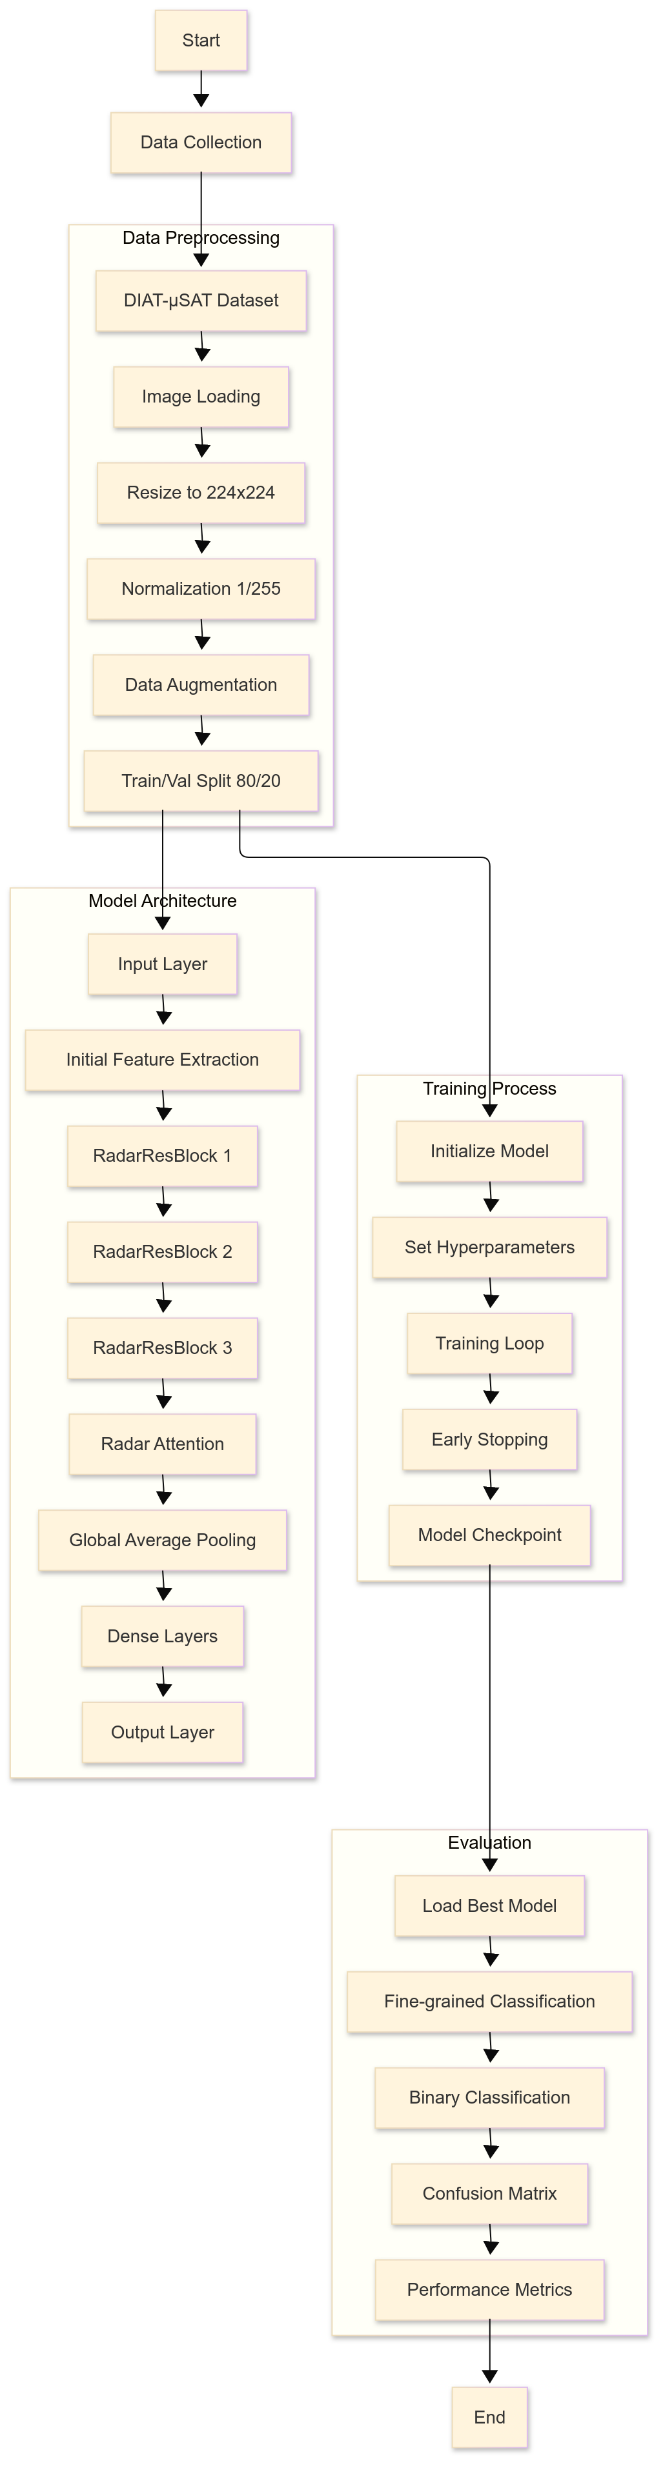 Start
Data Collection
Data Preprocessing
DIAT-μSAT Dataset
Image Loading
Resize to 224x224
Normalization 1/255
Data Augmentation
Train/Val Split 80/20
Model Architecture
Input Layer
Initial Feature Extraction
RadarResBlock 1
RadarResBlock 2
RadarResBlock 3
Radar Attention
Global Average Pooling
Dense Layers
Output Layer
Training Process
Initialize Model
Set Hyperparameters
Training Loop
Early Stopping
Model Checkpoint
Evaluation
Load Best Model
Fine-grained Classification
Binary Classification
Confusion Matrix
Performance Metrics
End